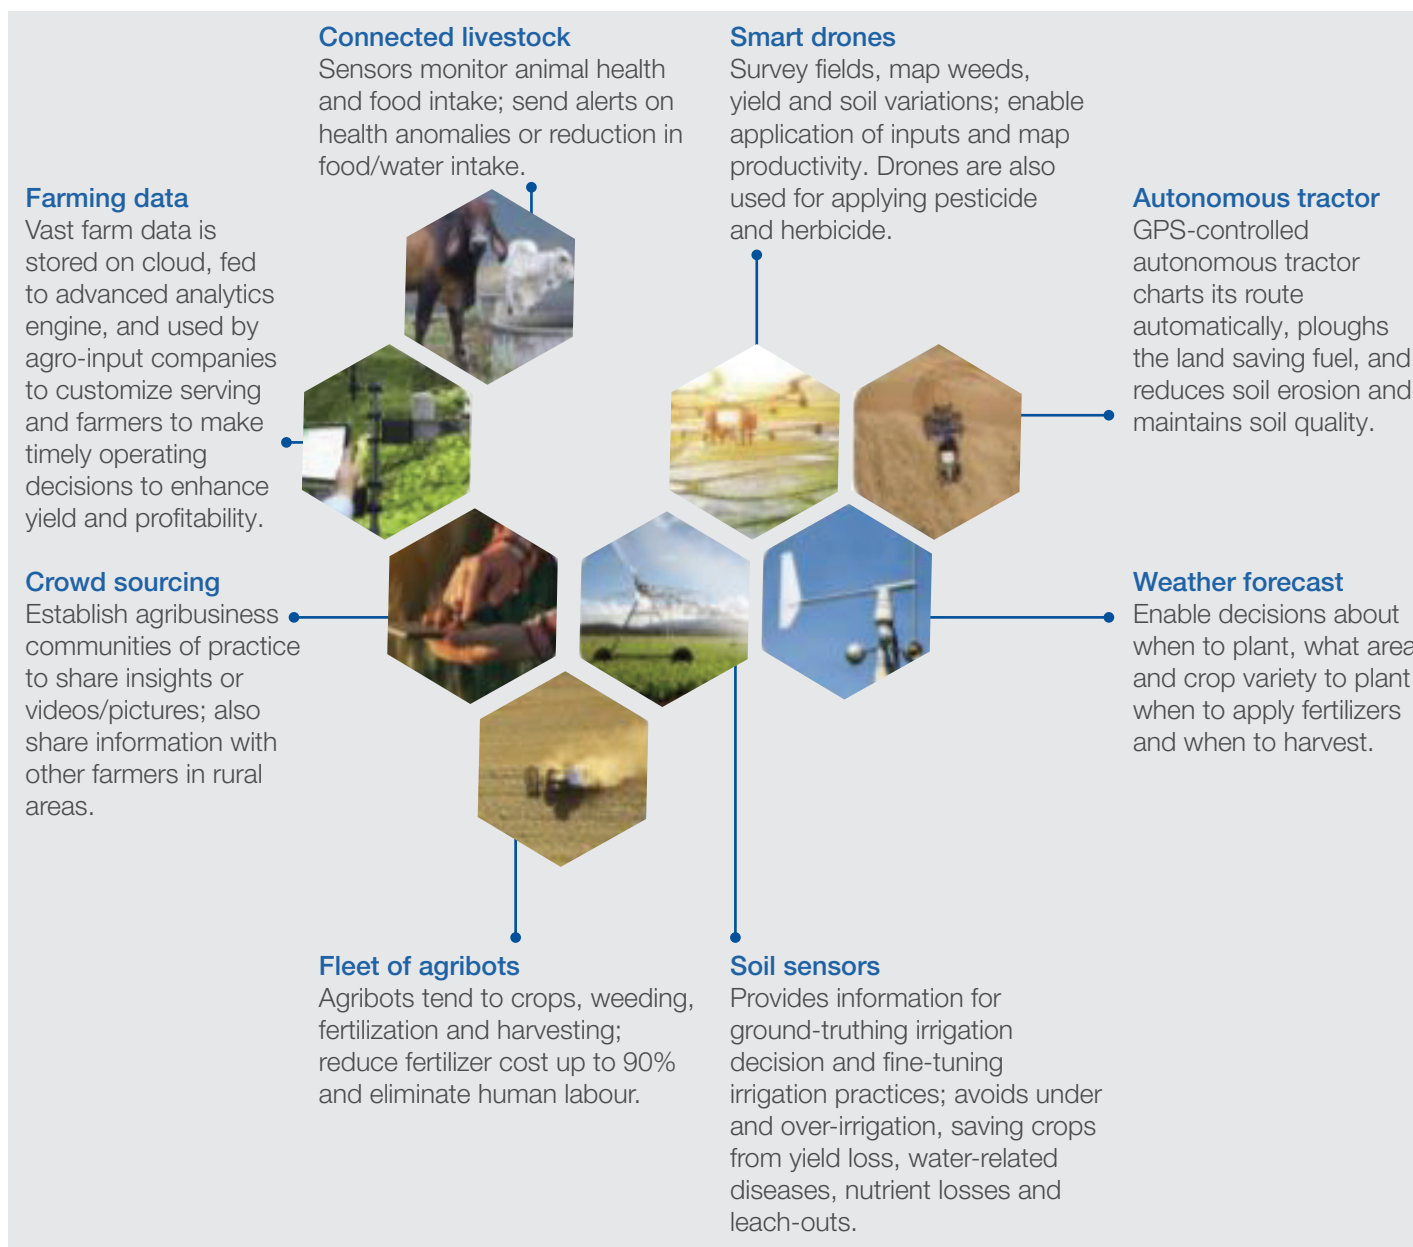 Connected livestock
Sensors monitor animal health
and food intake; send alerts on
health anomalies or reduction in
food/water intake.
Smart drones
Survey fields, map weeds,
yield and soil variations; enable
application of inputs and map
productivity. Drones are also
used for applying pesticide
and herbicide.
Farming data
Vast farm data is
stored on cloud, fed
to advanced analytics
engine, and used by
agro-input companies
to customize serving
and farmers to make
timely operating
decisions to enhance
yield and profitability.
Autonomous tractor
GPS-controlled
autonomous tractor
charts its route
automatically, ploughs
the land saving fuel, and
reduces soil erosion and
maintains soil quality.
Crowd sourcing
Establish agribusiness
communities of practice
to share insights or
videos/pictures; also
share information with
other farmers in rural
areas.
Weather forecast
Enable decisions about
when to plant, what area
and crop variety to plant
when to apply fertilizers
and when to harvest.
Fleet of agribots
Agribots tend to crops, weeding,
fertilization and harvesting;
reduce fertilizer cost up to 90%
and eliminate human labour.
Soil sensors
Provides information for
ground-truthing irrigation
decision and fine-tuning
irrigation practices; avoids under
and over-irrigation, saving crops
from yield loss, water-related
diseases, nutrient losses and
leach-outs.